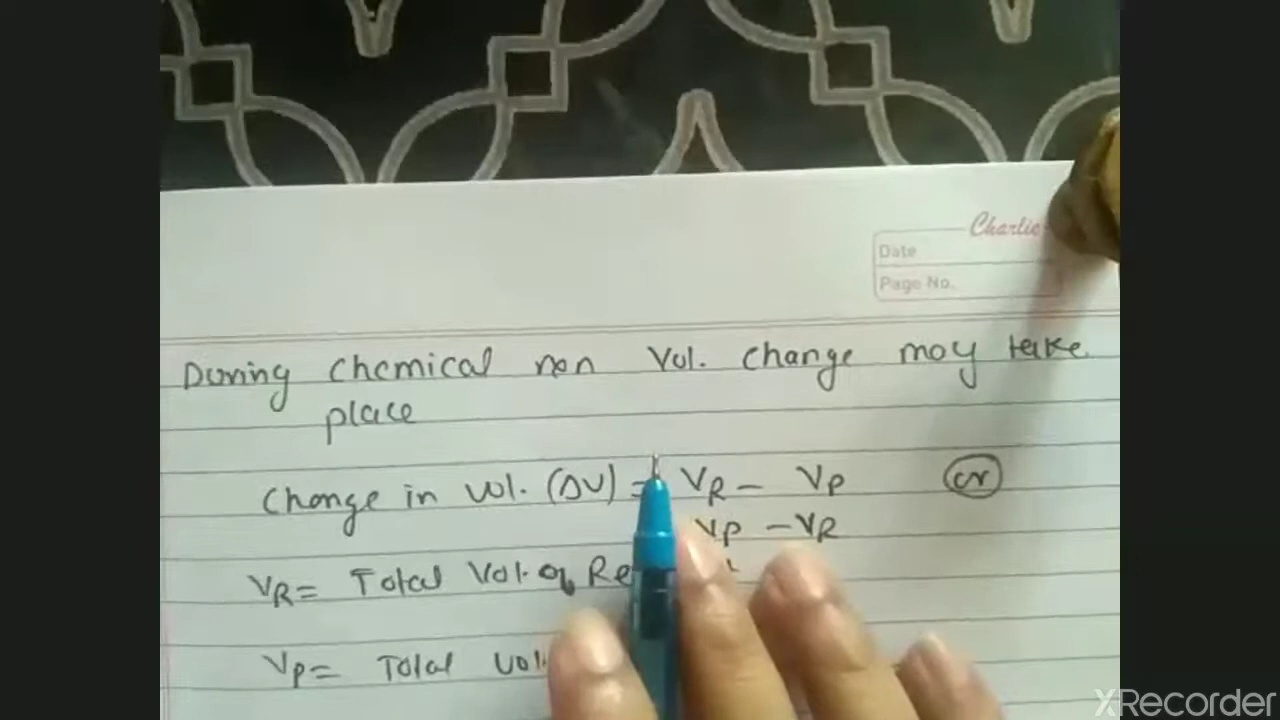 Charlie
Date
Page No.
During Chemical rxn Vol. Change may take
place
Change in Vol. (ΔV) = VR - VP or
VP - VR
VR = Total Vol. of Re
VP = Total Vol.
XRecorder